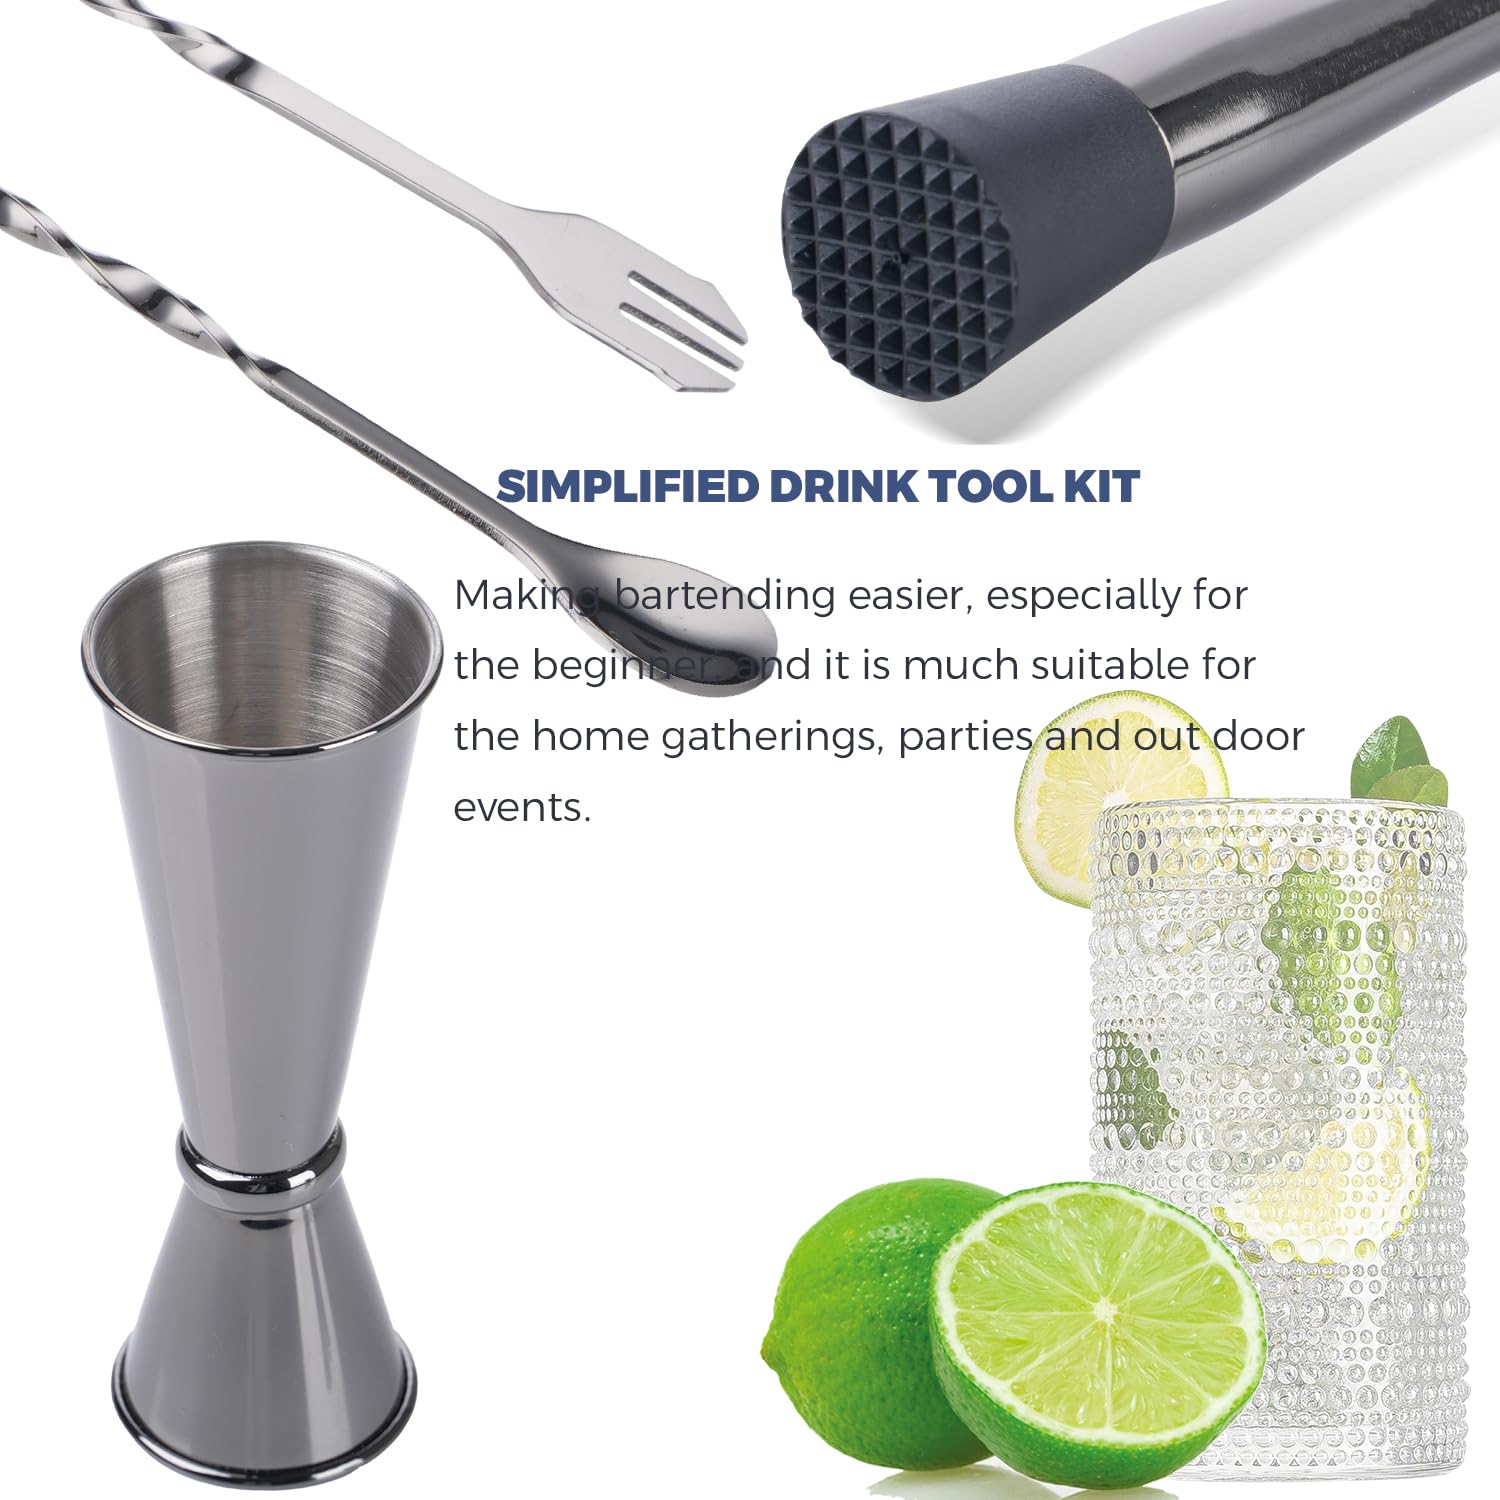 SIMPLIFIED DRINK TOOL KIT
Making bartending easier, especially for
the beginner, and it is much suitable for
the home gatherings, parties and out door
events.